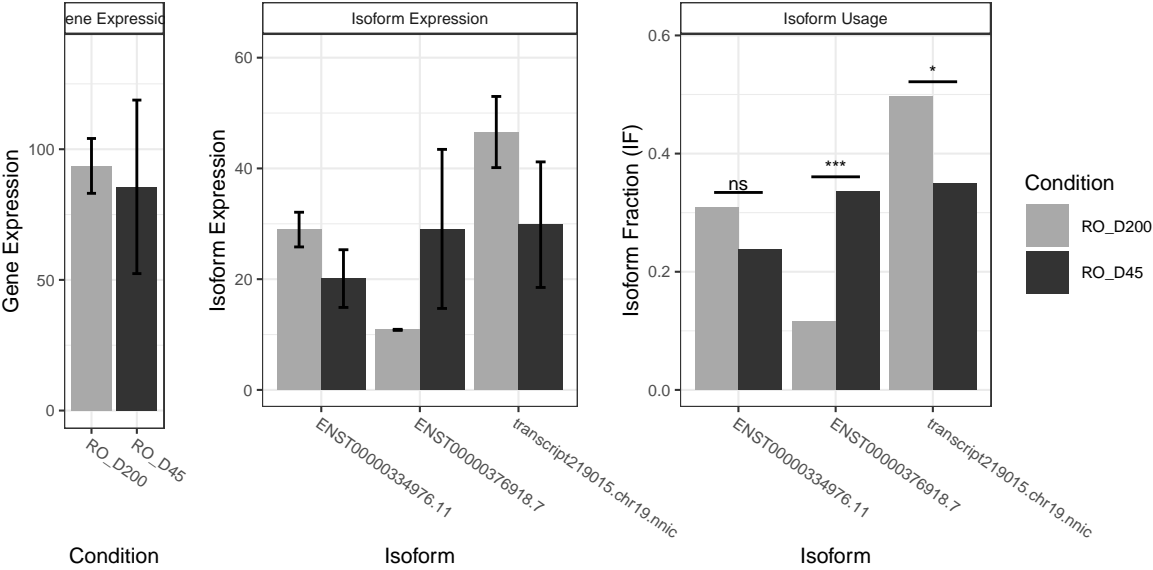 ene Expressio
Gene Expression
100
50
0
RO_D200
RO_D45
Condition
Isoform Expression
Isoform Expression
60
40
20
0
ENST00000334976.11
ENST00000376918.7
transcript219015.chr19.nnic
Isoform
Isoform Usage
Isoform Fraction (IF)
0.6
0.4
0.2
0.0
ns
***
*
ENST00000334976.11
ENST00000376918.7
transcript219015.chr19.nnic
Isoform
Condition
RO_D200
RO_D45